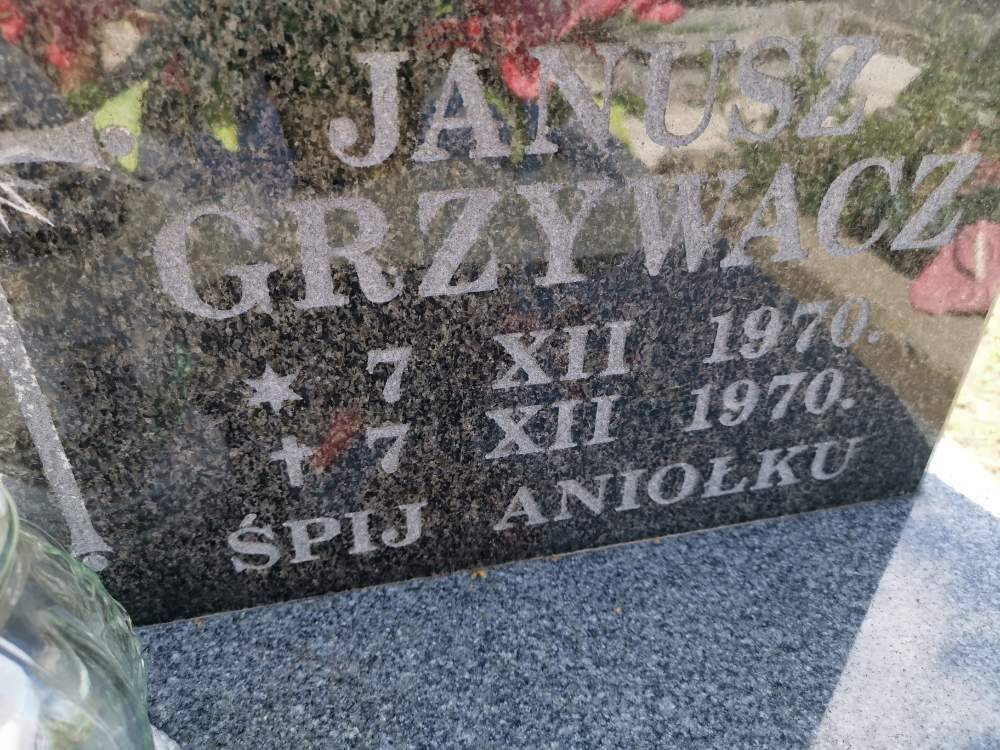 JANUSZ
GRZYWACZ
★ 7 XII 1970.
✝ 7 XII 1970.
ŚPIJ ANIOŁKU